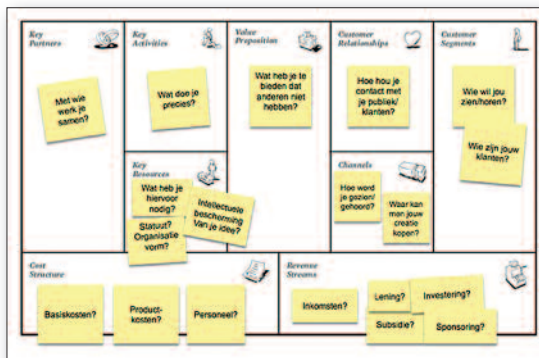 Key
Partners
Met wie
werk je
samen?
Key
Activities
Wat doe je
precies?
Value
Proposition
Wat heb je te
bieden dat
anderen niet
hebben?
Customer
Relationships
Hoe hou je
contact met
je publiek/
klanten?
Customer
Segments
Wie wil jou
zien/horen?
Wie zijn jouw
klanten?
Key
Resources
Wat heb je
hiervoor
nodig?
Statuut?
Organisatie
vorm?
Intellectuele
bescherming
Van je idee?
Channels
Hoe word
je gezien/
gehoord?
Waar kan
men jouw
creatie
kopen?
Cost
Structure
Basiskosten?
Product-
kosten?
Personeel?
Revenue
Streams
Inkomsten?
Lening?
Investering?
Subsidie?
Sponsoring?